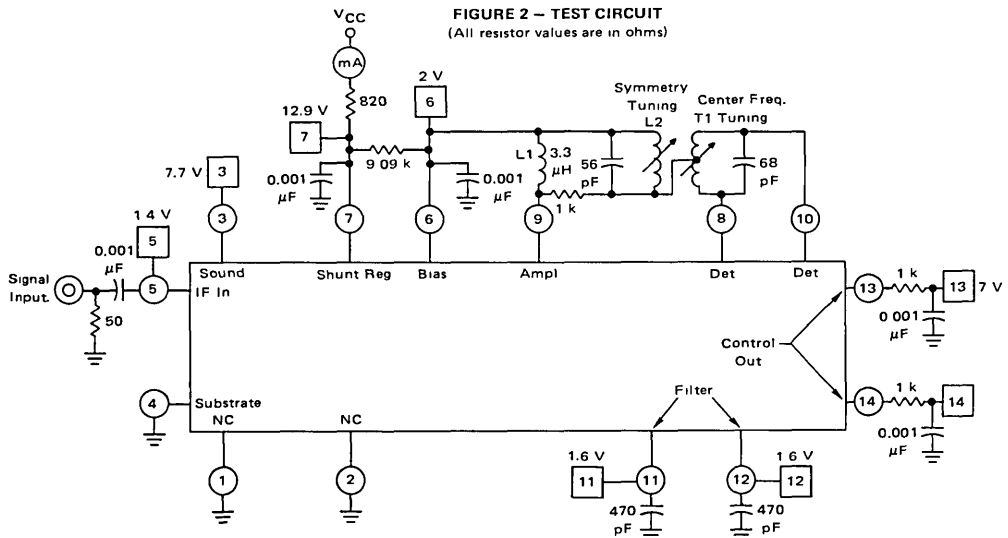 FIGURE 2 – TEST CIRCUIT
(All resistor values are in ohms)
VCC
mA
820
12.9 V
7
9 09 k
0.001
μF
2 V
6
0.001
μF
L1
3.3
μH
1 k
56
pF
Symmetry
Tuning
L2
Center Freq.
T1 Tuning
68
pF
7.7 V
3
3
7
6
9
8
10
1 4 V
5
0.001
μF
Signal
Input.
5
50
Sound
IF In
Shunt Reg
Bias
Ampl
Det
Det
13
1 k
13
7 V
0 001
μF
Control
Out
14
1 k
14
0.001
μF
4
Substrate
NC
NC
Filter
1
2
1.6 V
11
11
470
pF
12
1 6 V
12
470
pF